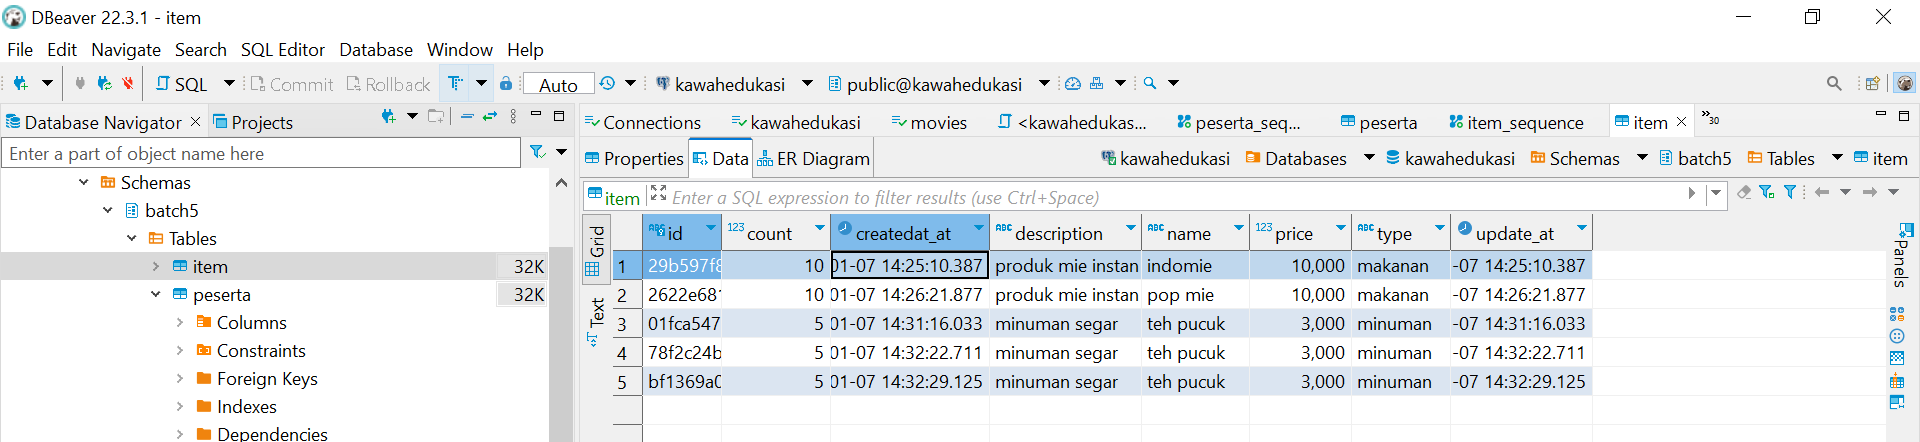 DBeaver 22.3.1 - item
File Edit Navigate Search SQL Editor Database Window Help
SQL Commit Rollback Auto kawahedukasi public@kawahedukasi
Database Navigator Projects
Connections kawahedukasi movies <kawahedukas... peserta_seq... peserta item_sequence item 30
Enter a part of object name here
Properties Data ER Diagram kawahedukasi Databases kawahedukasi Schemas batch5 Tables item
Schemas
batch5
Tables
item 32K
peserta 32K
Columns
Constraints
Foreign Keys
Indexes
Dependencies
item Enter a SQL expression to filter results (use Ctrl+Space)
Grid
Text
Panels
ABC id 123 count createdat_at ABC description ABC name 123 price ABC type update_at
1 29b597f8 10 01-07 14:25:10.387 produk mie instan indomie 10,000 makanan -07 14:25:10.387
2 2622e681 10 01-07 14:26:21.877 produk mie instan pop mie 10,000 makanan -07 14:26:21.877
3 01fca547 5 01-07 14:31:16.033 minuman segar teh pucuk 3,000 minuman -07 14:31:16.033
4 78f2c24b 5 01-07 14:32:22.711 minuman segar teh pucuk 3,000 minuman -07 14:32:22.711
5 bf1369a0 5 01-07 14:32:29.125 minuman segar teh pucuk 3,000 minuman -07 14:32:29.125